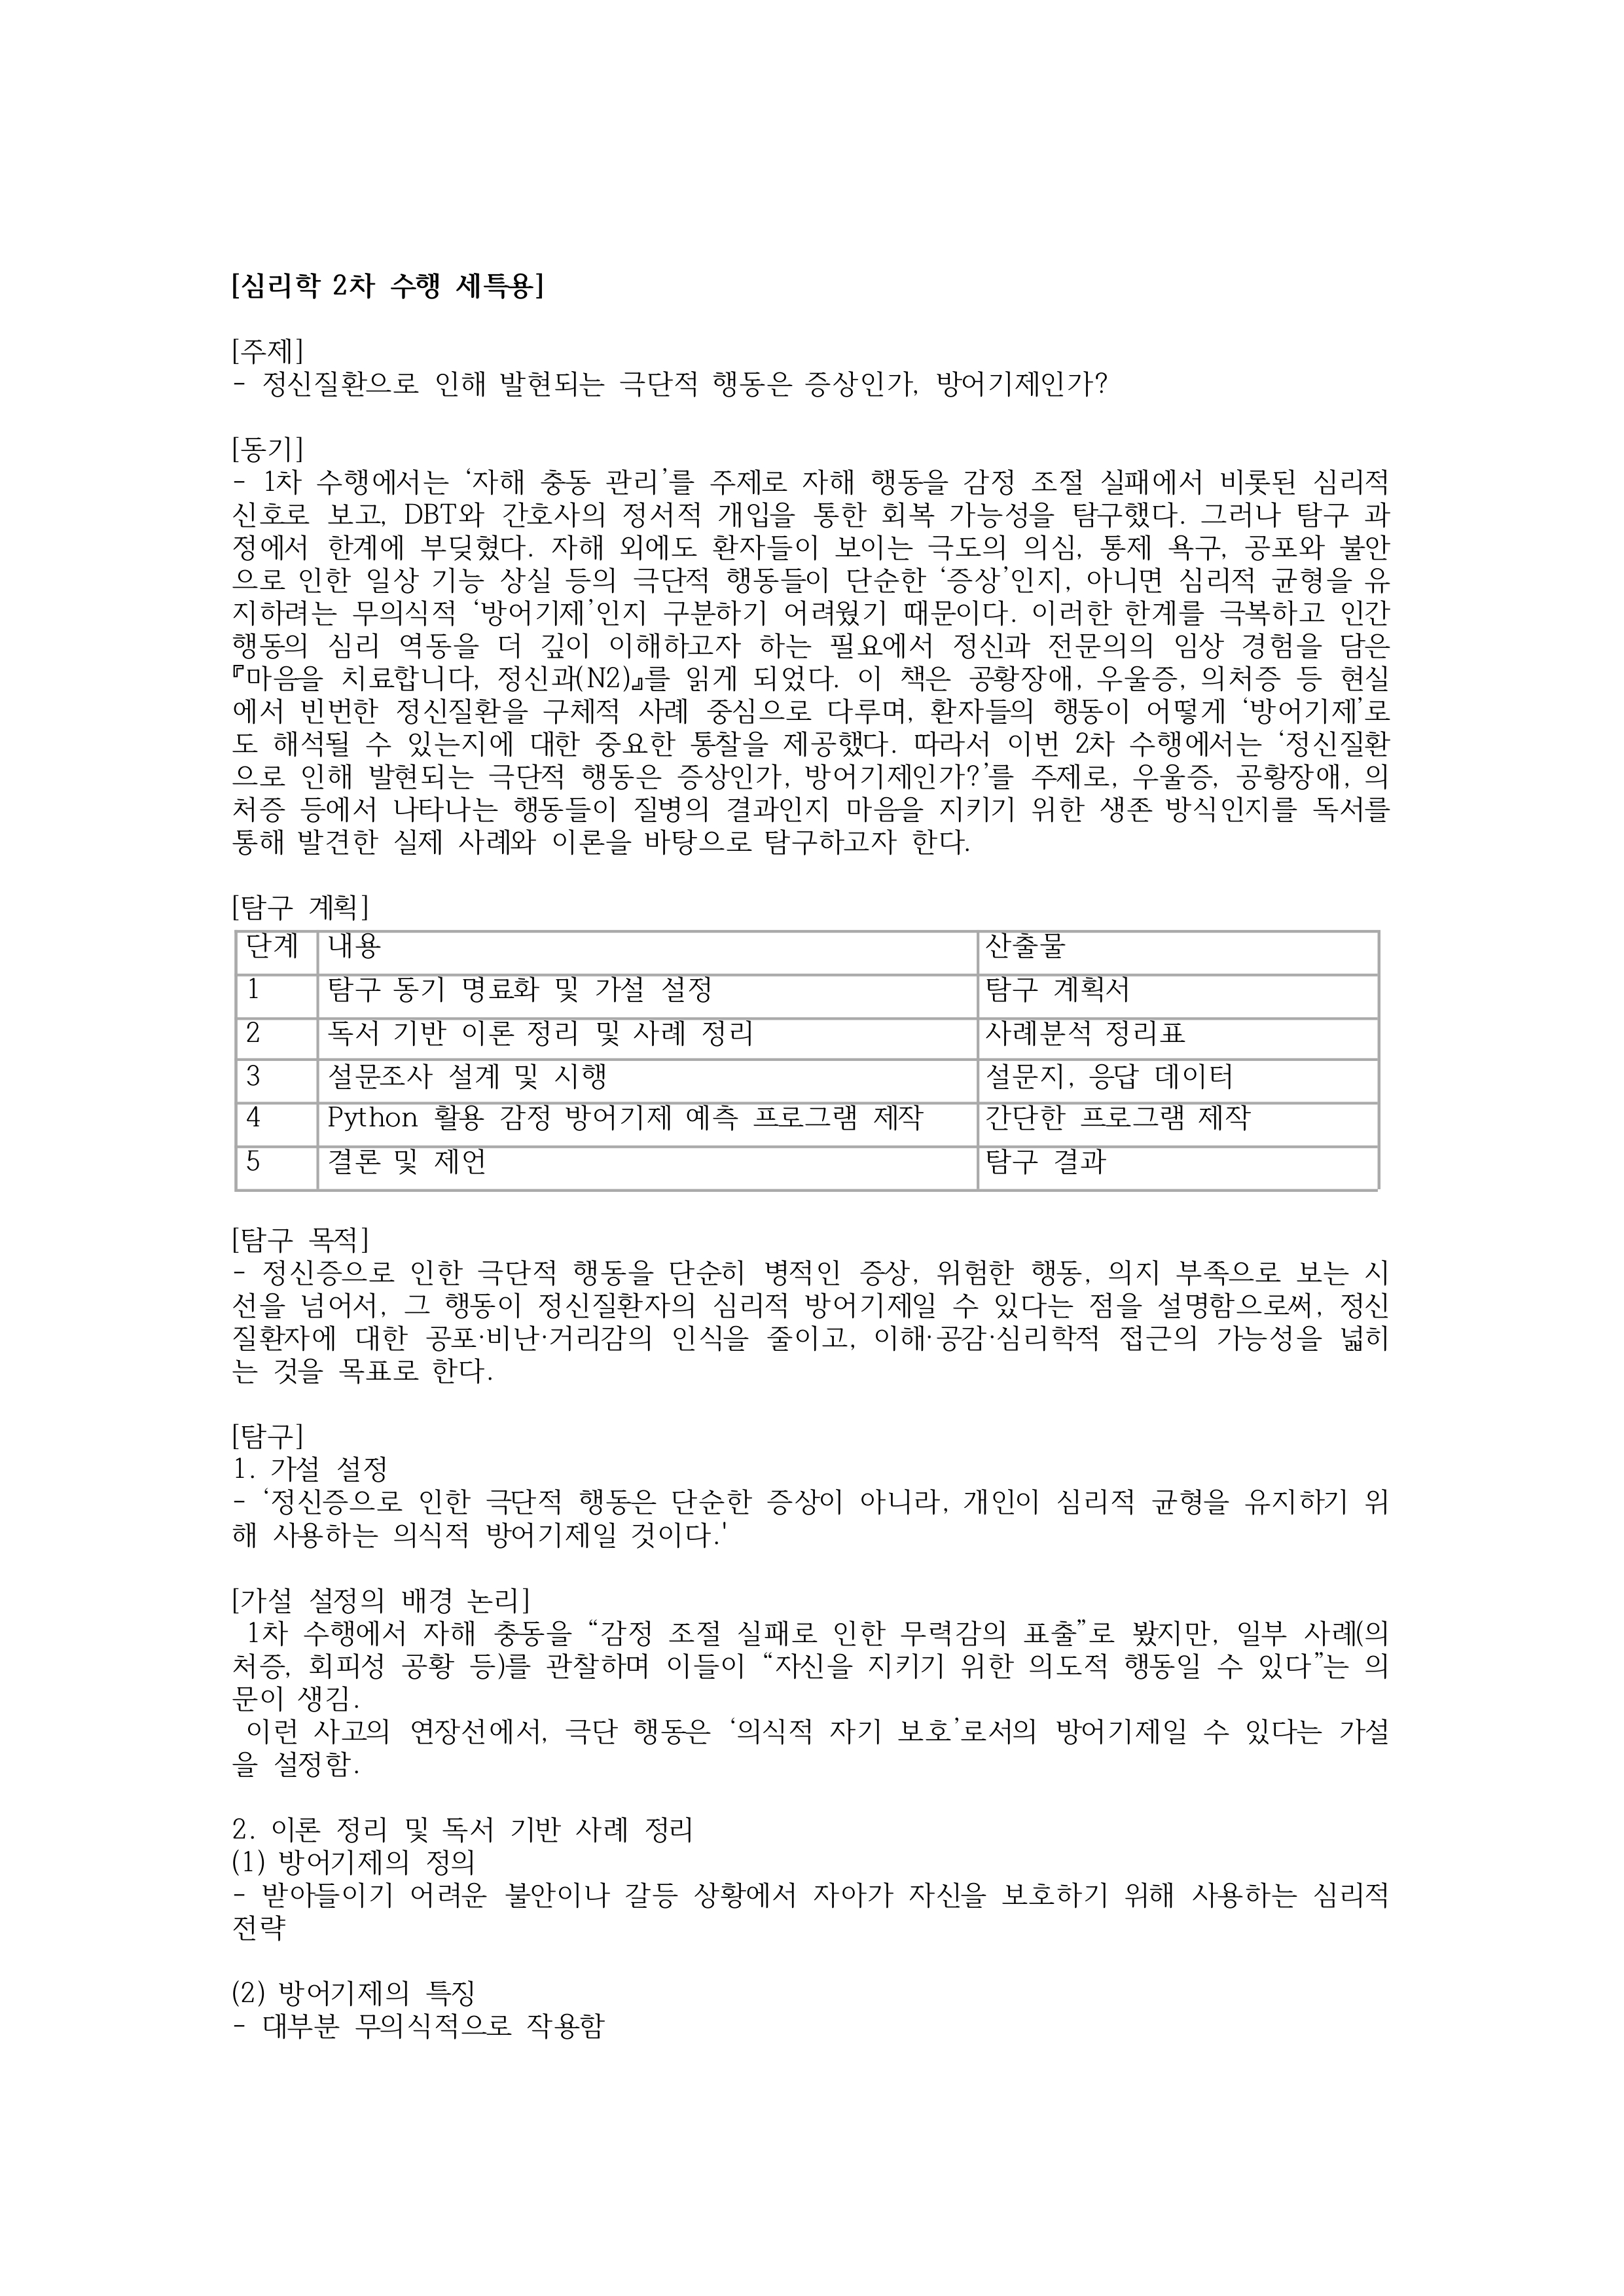 [심리학 2차 수행 세특용]
[주제]
- 정신질환으로 인해 발현되는 극단적 행동은 증상인가, 방어기제인가?
[동기]
- 1차 수행에서는 ‘자해 충동 관리’를 주제로 자해 행동을 감정 조절 실패에서 비롯된 심리적
신호로 보고, DBT와 간호사의 정서적 개입을 통한 회복 가능성을 탐구했다. 그러나 탐구 과
정에서 한계에 부딪혔다. 자해 외에도 환자들이 보이는 극도의 의심, 통제 욕구, 공포와 불안
으로 인한 일상 기능 상실 등의 극단적 행동들이 단순한 ‘증상’인지, 아니면 심리적 균형을 유
지하려는 무의식적 ‘방어기제’인지 구분하기 어려웠기 때문이다. 이러한 한계를 극복하고 인간
행동의 심리 역동을 더 깊이 이해하고자 하는 필요에서 정신과 전문의의 임상 경험을 담은
『마음을 치료합니다, 정신과(N2)』를 읽게 되었다. 이 책은 공황장애, 우울증, 의처증 등 현실
에서 빈번한 정신질환을 구체적 사례 중심으로 다루며, 환자들의 행동이 어떻게 ‘방어기제’로
도 해석될 수 있는지에 대한 중요한 통찰을 제공했다. 따라서 이번 2차 수행에서는 ‘정신질환
으로 인해 발현되는 극단적 행동은 증상인가, 방어기제인가?’를 주제로, 우울증, 공황장애, 의
처증 등에서 나타나는 행동들이 질병의 결과인지 마음을 지키기 위한 생존 방식인지를 독서를
통해 발견한 실제 사례와 이론을 바탕으로 탐구하고자 한다.
[탐구 계획]
단계 내용 산출물
1 탐구 동기 명료화 및 가설 설정 탐구 계획서
2 독서 기반 이론 정리 및 사례 정리 사례분석 정리표
3 설문조사 설계 및 시행 설문지, 응답 데이터
4 Python 활용 감정 방어기제 예측 프로그램 제작 간단한 프로그램 제작
5 결론 및 제언 탐구 결과
[탐구 목적]
- 정신증으로 인한 극단적 행동을 단순히 병적인 증상, 위험한 행동, 의지 부족으로 보는 시
선을 넘어서, 그 행동이 정신질환자의 심리적 방어기제일 수 있다는 점을 설명함으로써, 정신
질환자에 대한 공포·비난·거리감의 인식을 줄이고, 이해·공감·심리학적 접근의 가능성을 넓히
는 것을 목표로 한다.
[탐구]
1. 가설 설정
- ‘정신증으로 인한 극단적 행동은 단순한 증상이 아니라, 개인이 심리적 균형을 유지하기 위
해 사용하는 의식적 방어기제일 것이다.'
[가설 설정의 배경 논리]
1차 수행에서 자해 충동을 “감정 조절 실패로 인한 무력감의 표출”로 봤지만, 일부 사례(의
처증, 회피성 공황 등)를 관찰하며 이들이 “자신을 지키기 위한 의도적 행동일 수 있다”는 의
문이 생김.
이런 사고의 연장선에서, 극단 행동은 ‘의식적 자기 보호’로서의 방어기제일 수 있다는 가설
을 설정함.
2. 이론 정리 및 독서 기반 사례 정리
(1) 방어기제의 정의
- 받아들이기 어려운 불안이나 갈등 상황에서 자아가 자신을 보호하기 위해 사용하는 심리적
전략
(2) 방어기제의 특징
- 대부분 무의식적으로 작용함